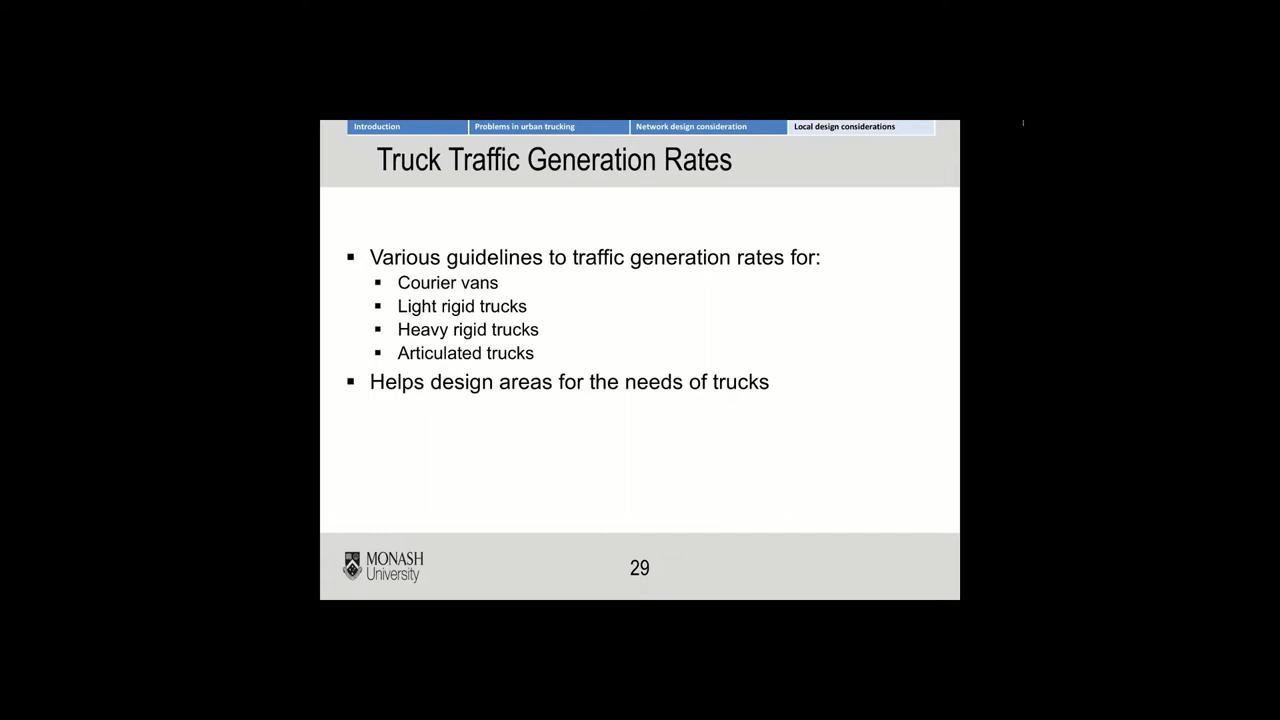 Introduction
Problems in urban trucking
Network design consideration
Local design considerations
Truck Traffic Generation Rates
▪ Various guidelines to traffic generation rates for:
▪ Courier vans
▪ Light rigid trucks
▪ Heavy rigid trucks
▪ Articulated trucks
▪ Helps design areas for the needs of trucks
MONASH
University
29